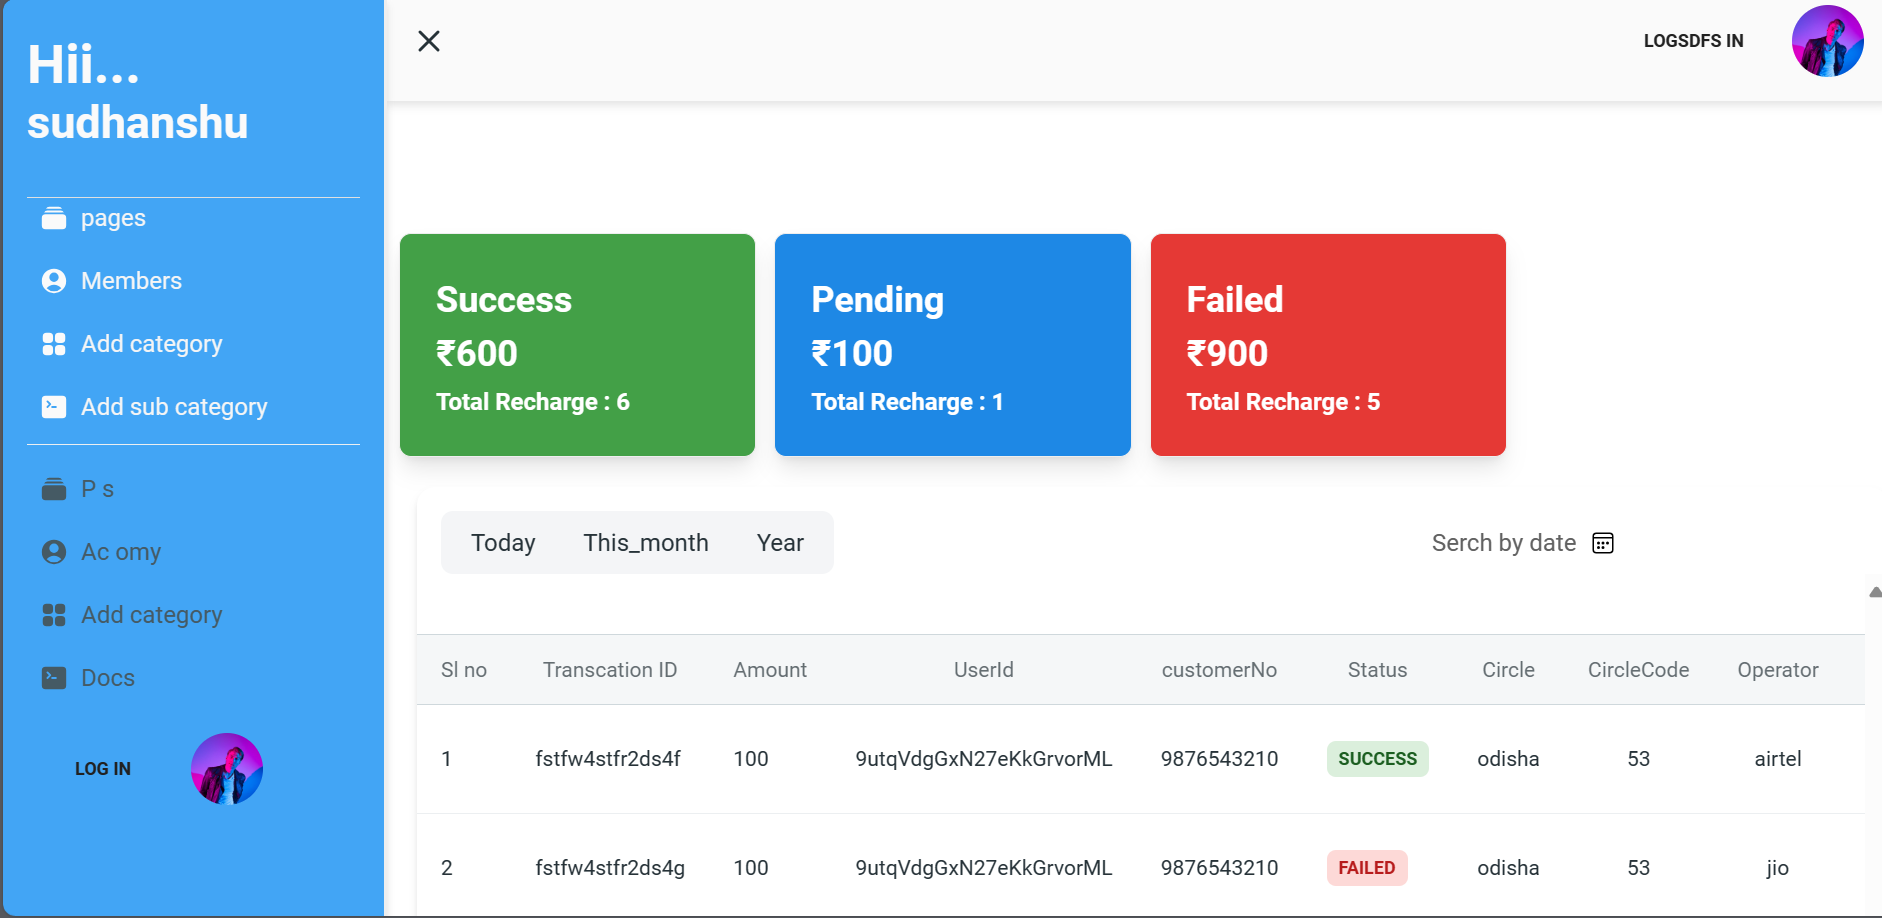 Hii...
sudhanshu
pages
Members
Add category
Add sub category
P s
Ac omy
Add category
Docs
LOG IN
LOGSDFS IN
Success
₹600
Total Recharge : 6
Pending
₹100
Total Recharge : 1
Failed
₹900
Total Recharge : 5
Today This_month Year
Serch by date
Sl no Transcation ID Amount UserId customerNo Status Circle CircleCode Operator
1 fstfw4stfr2ds4f 100 9utqVdgGxN27eKkGrvorML 9876543210 SUCCESS odisha 53 airtel
2 fstfw4stfr2ds4g 100 9utqVdgGxN27eKkGrvorML 9876543210 FAILED odisha 53 jio